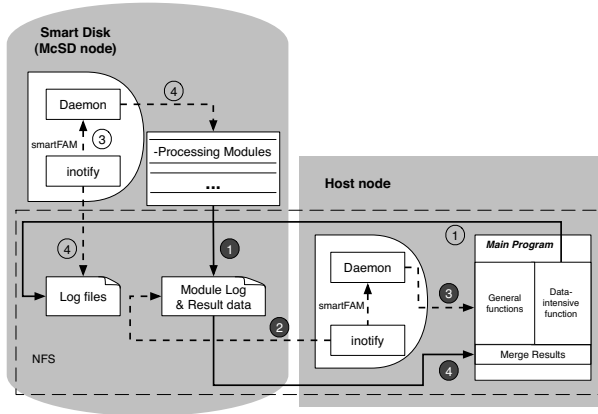 Smart Disk
(McSD node)
Daemon
4
smartFAM
3
inotify
-Processing Modules
...
Host node
4
1
1
Main Program
Log files
Module Log
& Result data
Daemon
smartFAM
3
General
functions
Data-
intensive
function
2
inotify
NFS
4
Merge Results